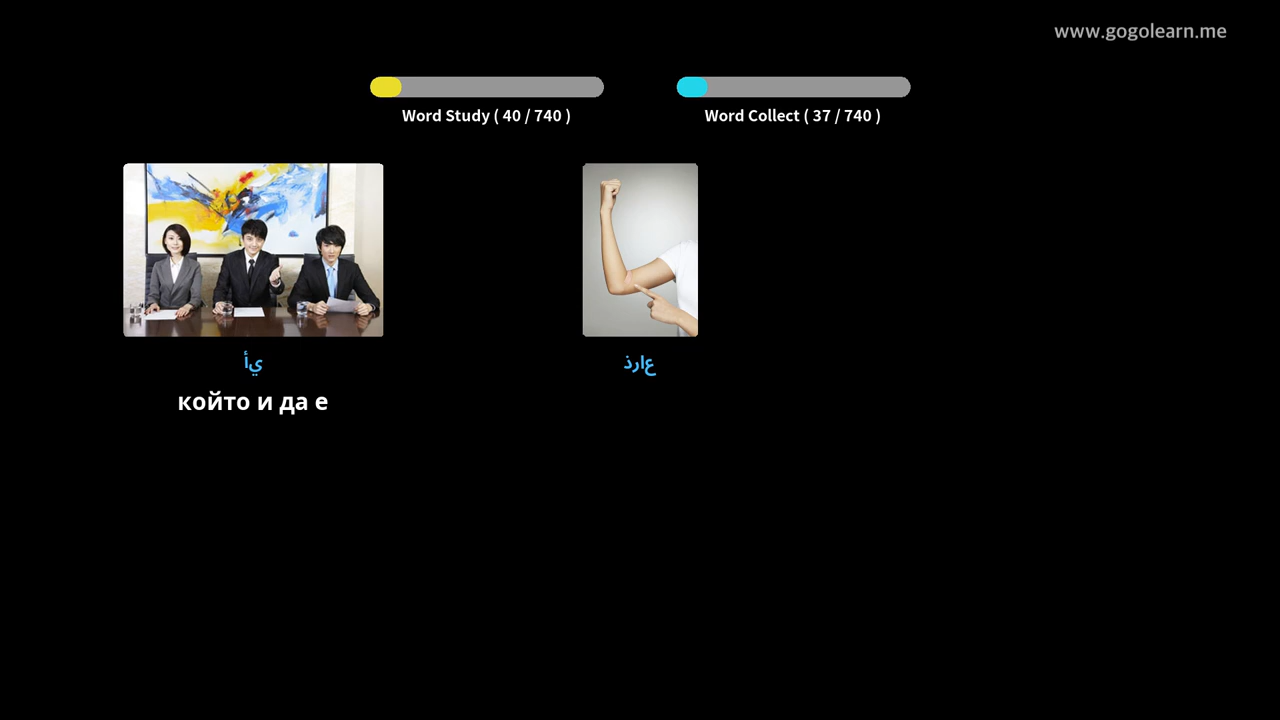 www.gogolearn.me
Word Study ( 40 / 740 )
Word Collect ( 37 / 740 )
أي
който и да е
ذراع